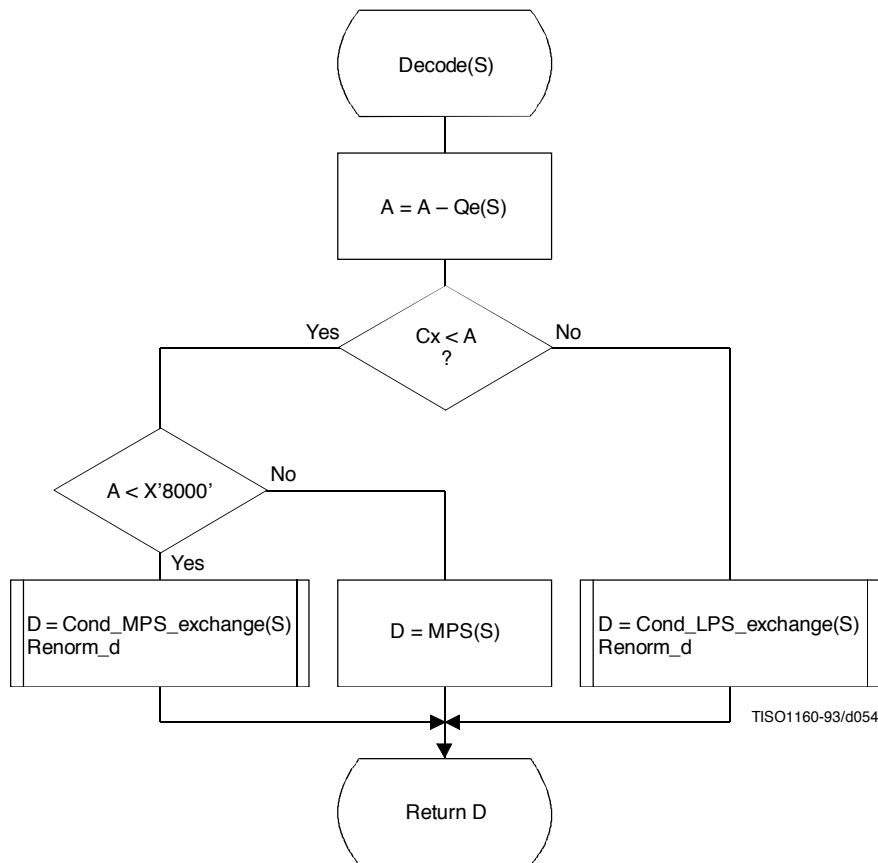 Decode(S)
A = A – Qe(S)
Yes
Cx < A
?
No
A < X’8000’
No
Yes
D = Cond_MPS_exchange(S)
Renorm_d
D = MPS(S)
D = Cond_LPS_exchange(S)
Renorm_d
TISO1160-93/d054
Return D